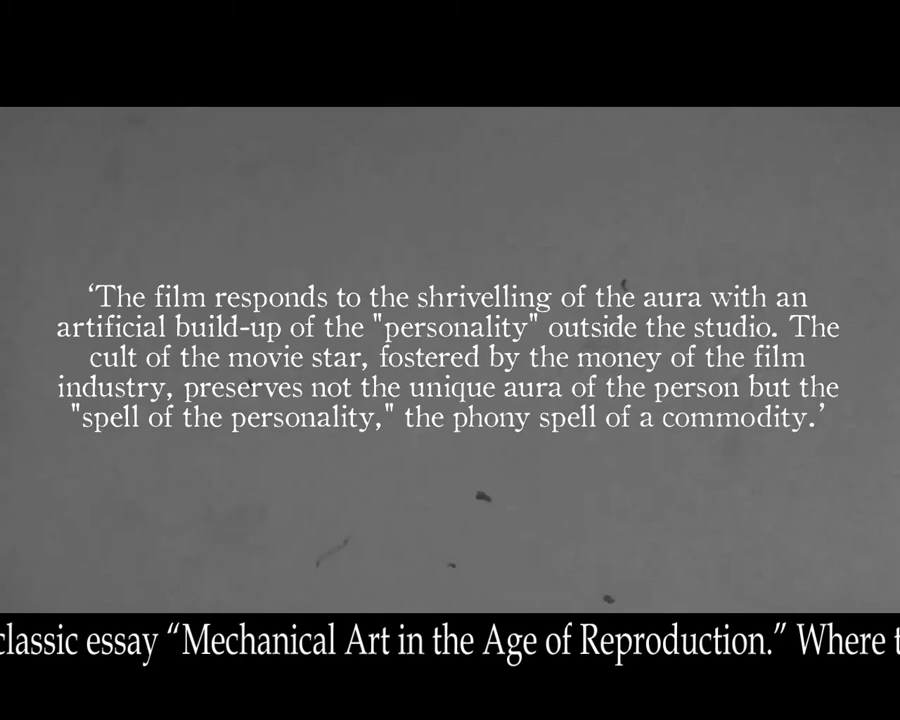 ‘The film responds to the shrivelling of the aura with an
artificial build-up of the "personality" outside the studio. The
cult of the movie star, fostered by the money of the film
industry, preserves not the unique aura of the person but the
"spell of the personality," the phony spell of a commodity.’
classic essay “Mechanical Art in the Age of Reproduction.” Where t